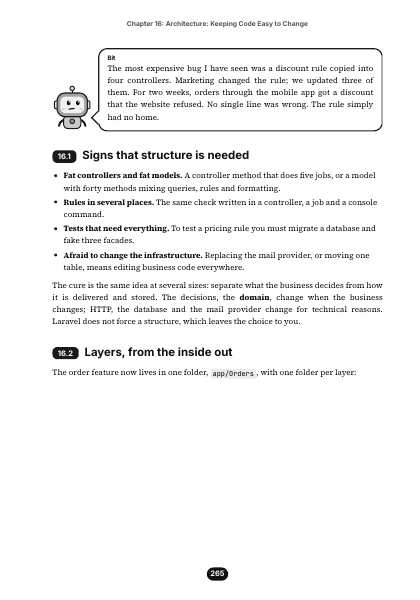 Chapter 16: Architecture: Keeping Code Easy to Change
Bit
The most expensive bug I have seen was a discount rule copied into
four controllers. Marketing changed the rule; we updated three of
them. For two weeks, orders through the mobile app got a discount
that the website refused. No single line was wrong. The rule simply
had no home.
16.1 Signs that structure is needed
• Fat controllers and fat models. A controller method that does five jobs, or a model
with forty methods mixing queries, rules and formatting.
• Rules in several places. The same check written in a controller, a job and a console
command.
• Tests that need everything. To test a pricing rule you must migrate a database and
fake three facades.
• Afraid to change the infrastructure. Replacing the mail provider, or moving one
table, means editing business code everywhere.
The cure is the same idea at several sizes: separate what the business decides from how
it is delivered and stored. The decisions, the domain, change when the business
changes; HTTP, the database and the mail provider change for technical reasons.
Laravel does not force a structure, which leaves the choice to you.
16.2 Layers, from the inside out
The order feature now lives in one folder, app/Orders, with one folder per layer:
265